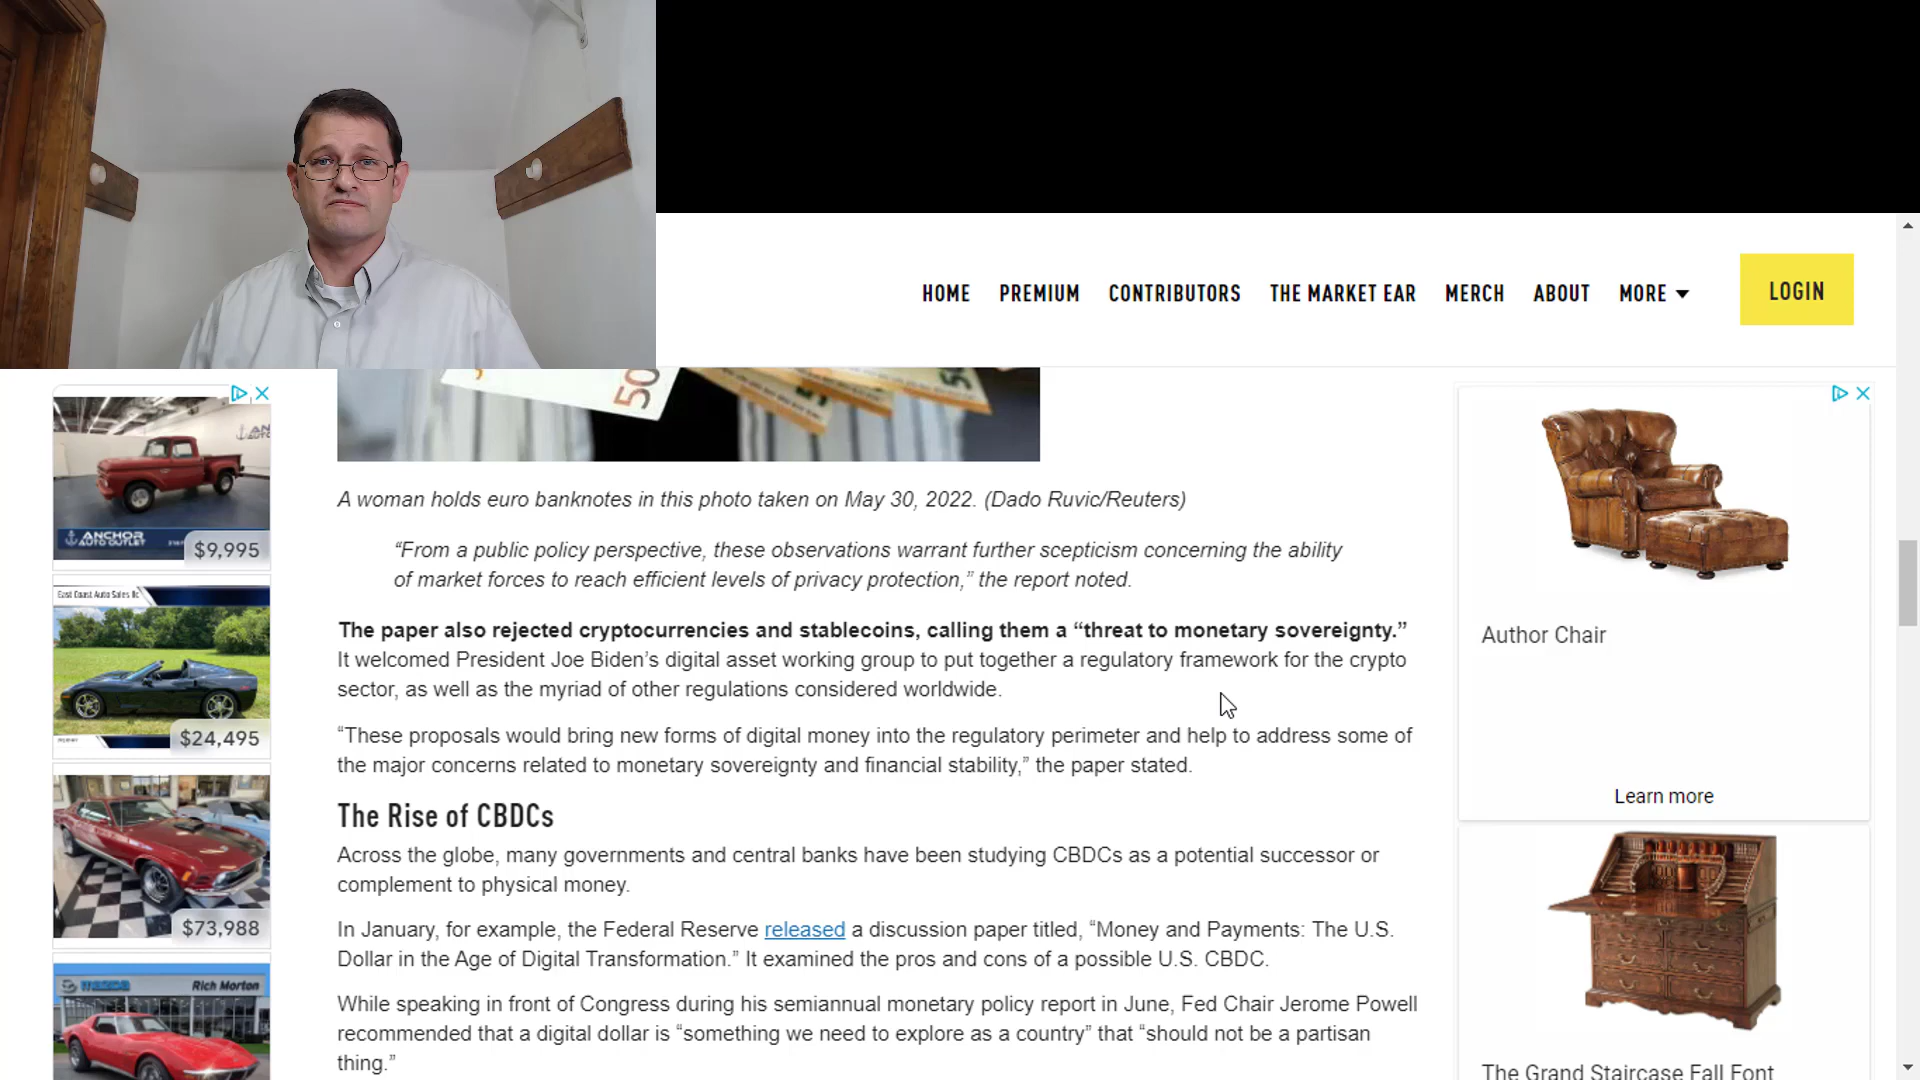 HOME PREMIUM CONTRIBUTORS THE MARKET EAR MERCH ABOUT MORE LOGIN
ANCHOR
AUTO OUTLET
$9,995
East Coast Auto Sales llc
$24,495
$73,988
mazda Rich Morton
50
A woman holds euro banknotes in this photo taken on May 30, 2022. (Dado Ruvic/Reuters)
“From a public policy perspective, these observations warrant further scepticism concerning the ability
of market forces to reach efficient levels of privacy protection,” the report noted.
The paper also rejected cryptocurrencies and stablecoins, calling them a “threat to monetary sovereignty.”
It welcomed President Joe Biden’s digital asset working group to put together a regulatory framework for the crypto
sector, as well as the myriad of other regulations considered worldwide.
“These proposals would bring new forms of digital money into the regulatory perimeter and help to address some of
the major concerns related to monetary sovereignty and financial stability,” the paper stated.
The Rise of CBDCs
Across the globe, many governments and central banks have been studying CBDCs as a potential successor or
complement to physical money.
In January, for example, the Federal Reserve released a discussion paper titled, “Money and Payments: The U.S.
Dollar in the Age of Digital Transformation.” It examined the pros and cons of a possible U.S. CBDC.
While speaking in front of Congress during his semiannual monetary policy report in June, Fed Chair Jerome Powell
recommended that a digital dollar is “something we need to explore as a country” that “should not be a partisan
thing.”
Author Chair
Learn more
The Grand Staircase Fall Font